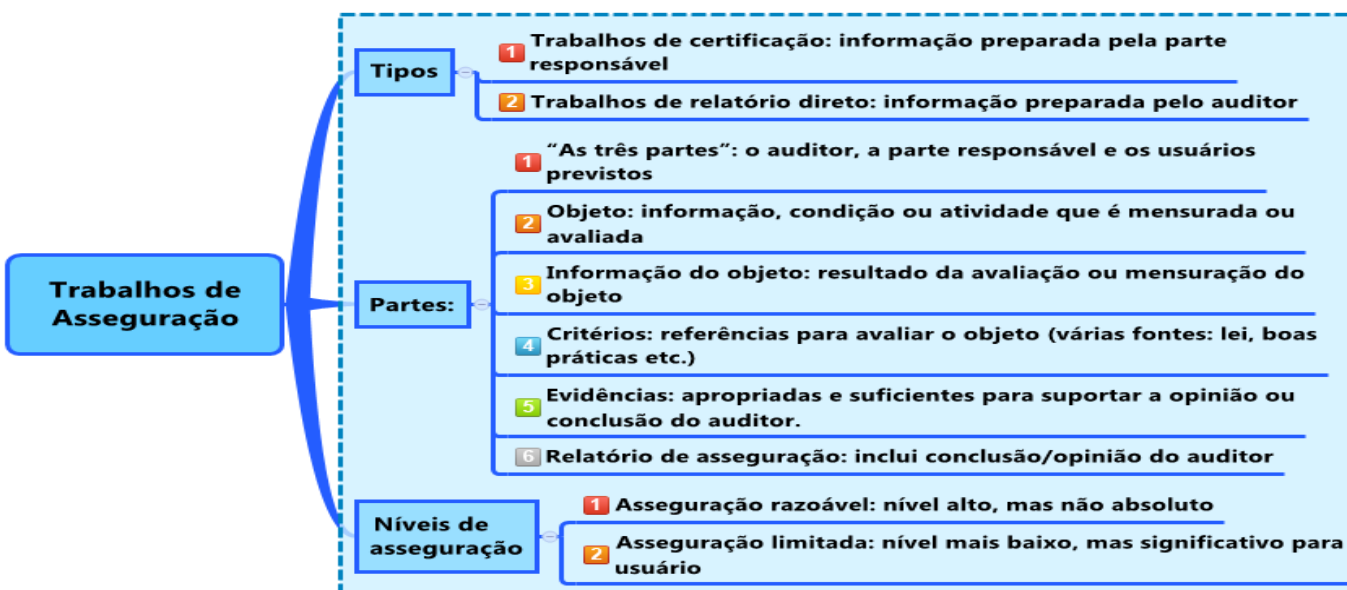 Trabalhos de
Asseguração
Tipos
1 Trabalhos de certificação: informação preparada pela parte
responsável
2 Trabalhos de relatório direto: informação preparada pelo auditor
Partes:
1 “As três partes”: o auditor, a parte responsável e os usuários
previstos
2 Objeto: informação, condição ou atividade que é mensurada ou
avaliada
3 Informação do objeto: resultado da avaliação ou mensuração do
objeto
4 Critérios: referências para avaliar o objeto (várias fontes: lei, boas
práticas etc.)
5 Evidências: apropriadas e suficientes para suportar a opinião ou
conclusão do auditor.
6 Relatório de asseguração: inclui conclusão/opinião do auditor
Níveis de
asseguração
1 Asseguração razoável: nível alto, mas não absoluto
2 Asseguração limitada: nível mais baixo, mas significativo para
usuário